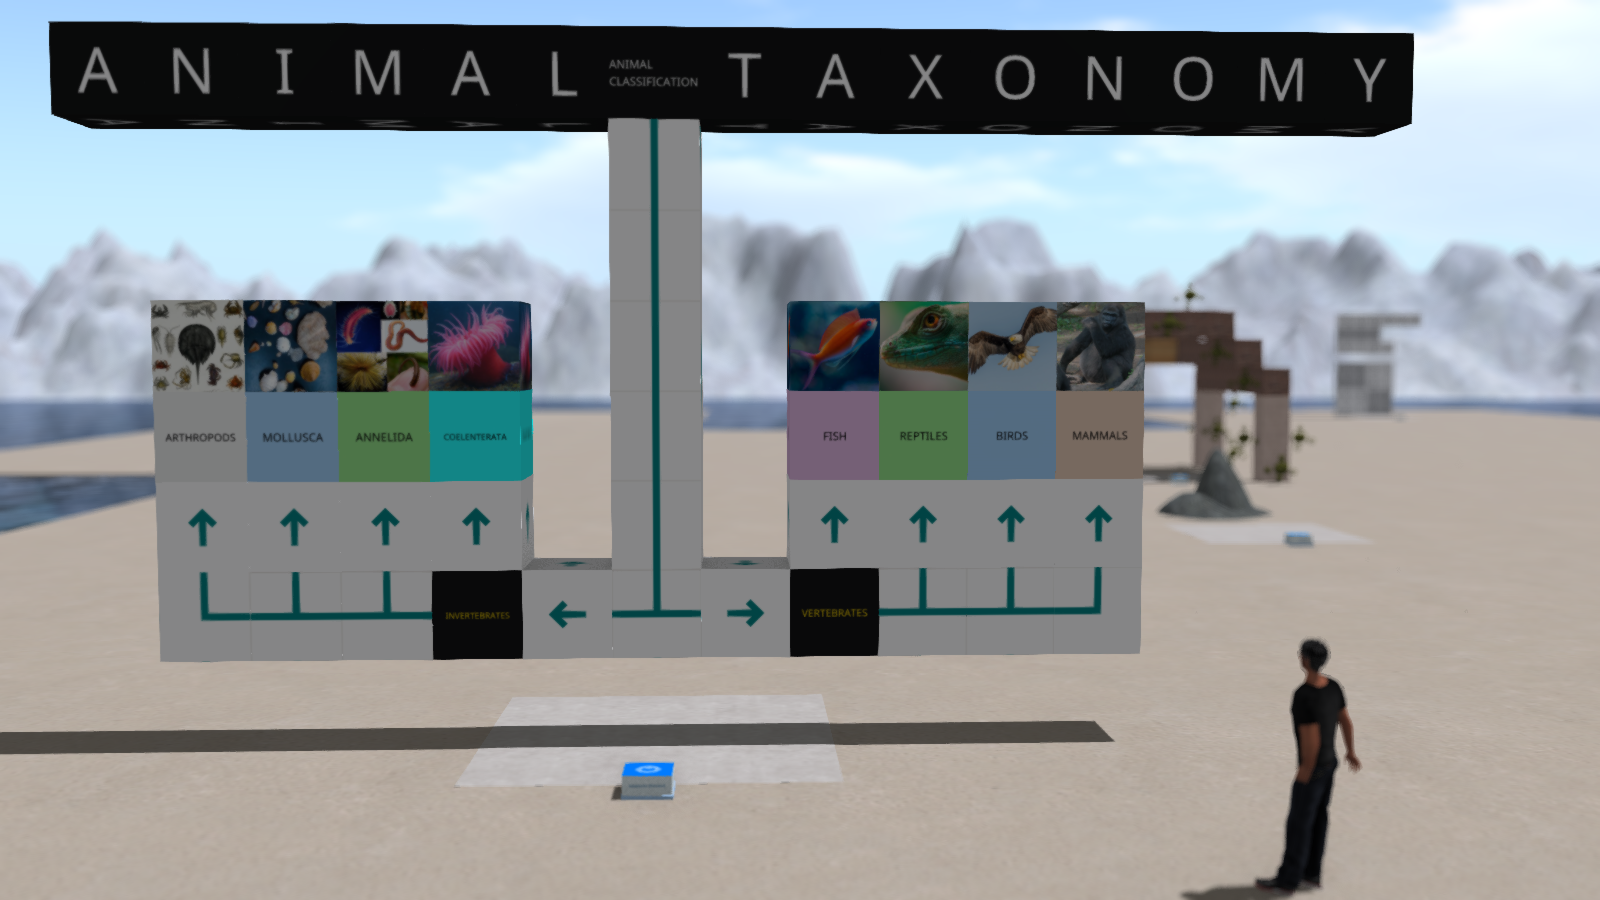 ANIMAL TAXONOMY
ANIMAL
CLASSIFICATION
ARTHROPODS
MOLLUSCA
ANNELIDA
COELENTERATA
FISH
REPTILES
BIRDS
MAMMALS
INVERTEBRATES
VERTEBRATES